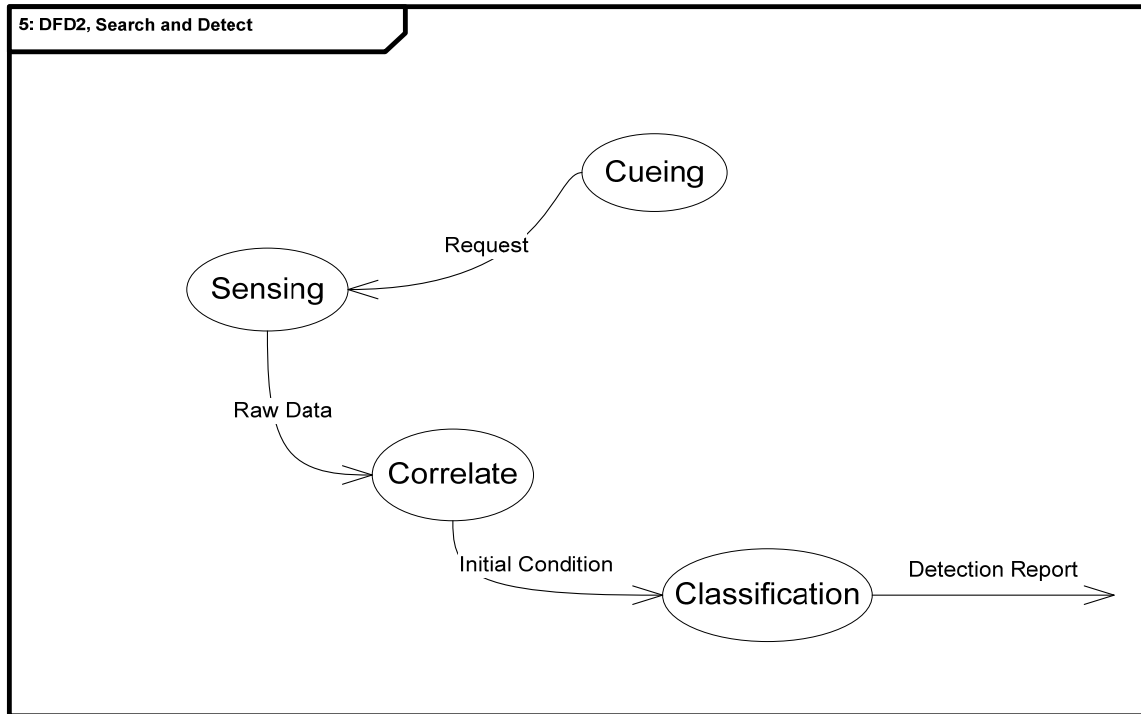 5: DFD2, Search and Detect
Cueing
Request
Sensing
Raw Data
Correlate
Initial Condition
Classification
Detection Report